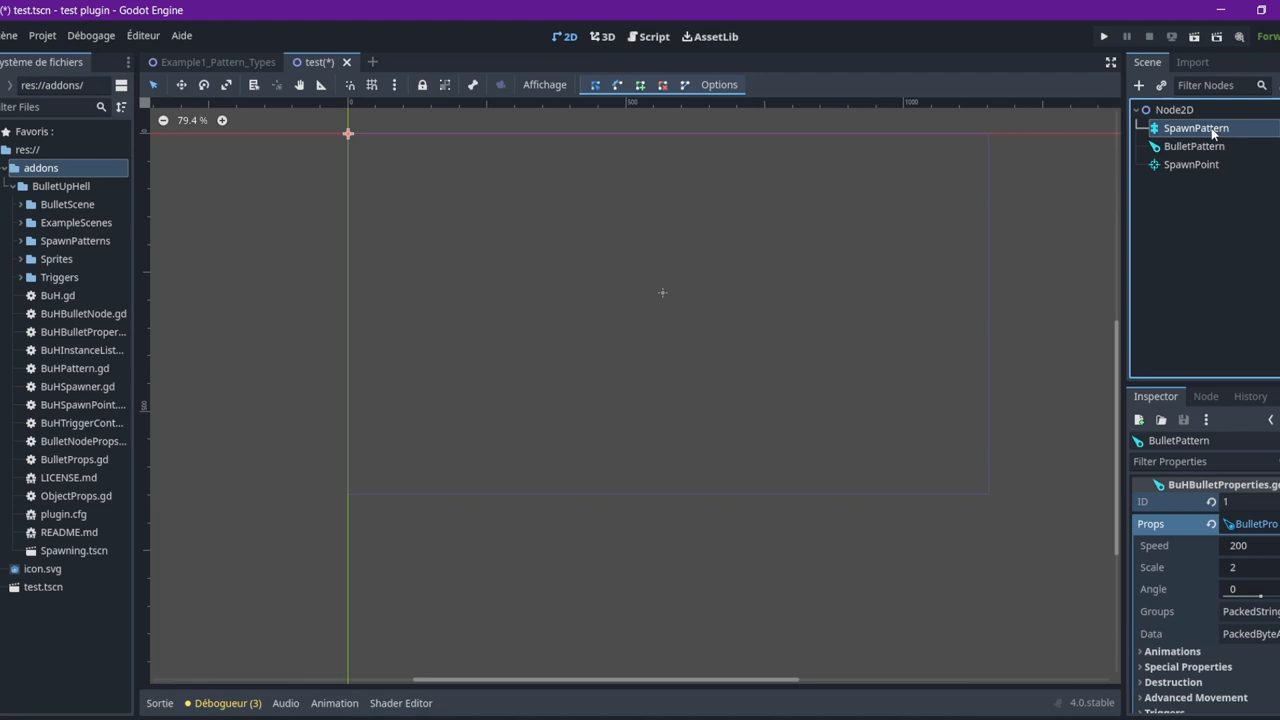 (*) test.tscn - test plugin - Godot Engine
ène Projet Débogage Éditeur Aide
2D 3D Script AssetLib
Forw
ystème de fichiers
Example1_Pattern_Types
test(*)
Scene Import
res://addons/
Affichage
Options
Filter Nodes
ilter Files
0
500
1000
79.4 %
Node2D
SpawnPattern
BulletPattern
SpawnPoint
Favoris :
res://
addons
BulletUpHell
BulletScene
ExampleScenes
SpawnPatterns
Sprites
Triggers
BuH.gd
BuHBulletNode.gd
BuHBulletProper...
BuHInstanceList...
BuHPattern.gd
BuHSpawner.gd
BuHSpawnPoint....
BuHTriggerCont...
BulletNodeProps...
BulletProps.gd
LICENSE.md
ObjectProps.gd
plugin.cfg
README.md
Spawning.tscn
icon.svg
test.tscn
0
500
Inspector Node History
BulletPattern
Filter Properties
BuHBulletProperties.g
ID 1
Props BulletPro
Speed 200
Scale 2
Angle 0
Groups PackedString
Data PackedByteA
Animations
Special Properties
Destruction
Advanced Movement
Triggers
Sortie Débogueur (3) Audio Animation Shader Editor
4.0.stable